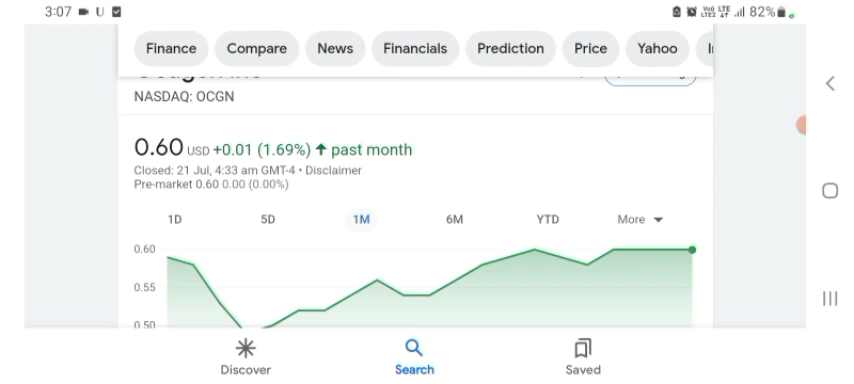 3:07 U 82%
Finance Compare News Financials Prediction Price Yahoo
NASDAQ: OCGN
0.60 USD +0.01 (1.69%) ↑ past month
Closed: 21 Jul, 4:33 am GMT-4 • Disclaimer
Pre-market 0.60 0.00 (0.00%)
1D 5D 1M 6M YTD More
0.60
0.55
0.50
Discover Search Saved